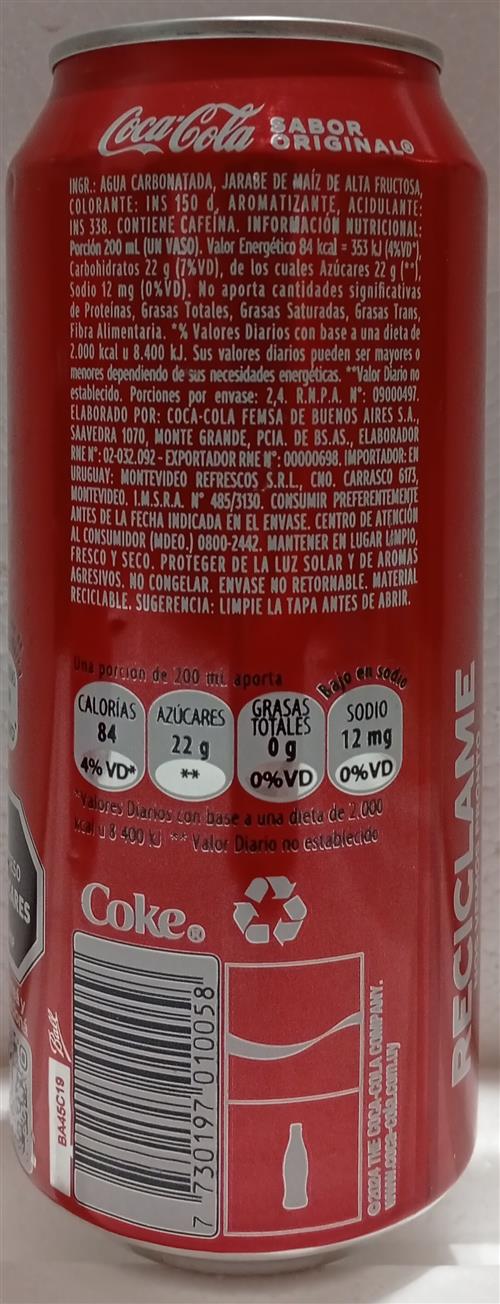 Coca-Cola SABOR
ORIGINAL®
INGR.: AGUA CARBONATADA, JARABE DE MAÍZ DE ALTA FRUCTOSA,
COLORANTE: INS 150 d, AROMATIZANTE, ACIDULANTE:
INS 338. CONTIENE CAFEÍNA. INFORMACIÓN NUTRICIONAL:
Porción 200 mL (UN VASO). Valor Energético 84 kcal = 353 kJ (4%VD*),
Carbohidratos 22 g (7%VD), de los cuales Azúcares 22 g (**),
Sodio 12 mg (0%VD). No aporta cantidades significativas
de Proteínas, Grasas Totales, Grasas Saturadas, Grasas Trans,
Fibra Alimentaria. *% Valores Diarios con base a una dieta de
2.000 kcal u 8.400 kJ. Sus valores diarios pueden ser mayores o
menores dependiendo de sus necesidades energéticas. **Valor Diario no
establecido. Porciones por envase: 2,4. R.N.P.A. N°: 09000497.
ELABORADO POR: COCA-COLA FEMSA DE BUENOS AIRES S.A.,
SAAVEDRA 1070, MONTE GRANDE, PCIA. DE BS.AS., ELABORADOR
RNE N°: 02-032.092 - EXPORTADOR RNE N°: 00000698. IMPORTADOR: EN
URUGUAY: MONTEVIDEO REFRESCOS S.R.L., CNO. CARRASCO 6173,
MONTEVIDEO. I.M.S.R.A. N° 485/3130. CONSUMIR PREFERENTEMENTE
ANTES DE LA FECHA INDICADA EN EL ENVASE. CENTRO DE ATENCIÓN
AL CONSUMIDOR (MDEO.) 0800-2442. MANTENER EN LUGAR LIMPIO,
FRESCO Y SECO. PROTEGER DE LA LUZ SOLAR Y DE AROMAS
AGRESIVOS. NO CONGELAR. ENVASE NO RETORNABLE. MATERIAL
RECICLABLE. SUGERENCIA: LIMPIE LA TAPA ANTES DE ABRIR.
Una porción de 200 mL aporta
Bajo en sodio
CALORÍAS
84
4% VD*
AZÚCARES
22 g
**
GRASAS
TOTALES
0 g
0%VD
SODIO
12 mg
0%VD
*Valores Diarios con base a una dieta de 2.000
kcal u 8 400 kJ ** Valor Diario no establecido
Coke®
7 730197 010058
Ball
BA45C19
©2024 THE COCA-COLA COMPANY.
www.coca-cola.com.uy
RECICLAME